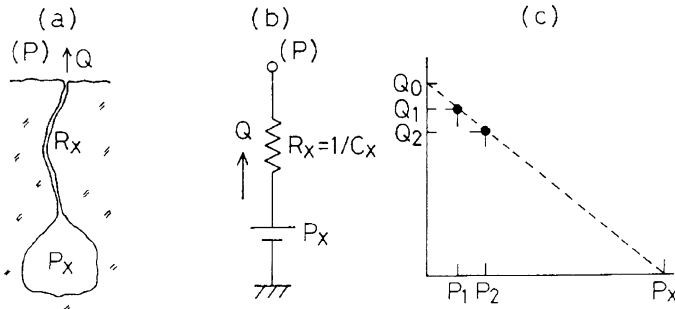 (a)
(P) Q
Rx
Px
(b)
(P)
Q
Rx=1/Cx
Px
(c)
Q0
Q1
Q2
P1 P2 Px